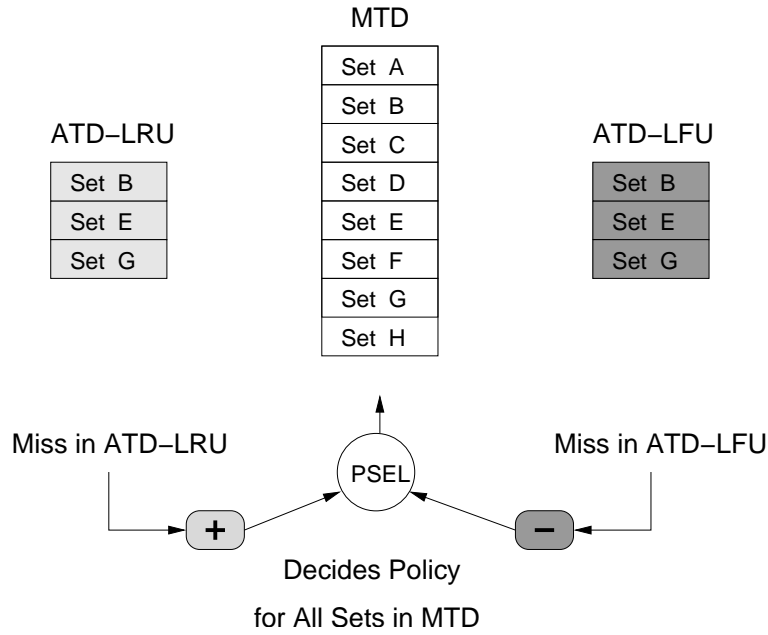 MTD
Set A
Set B
Set C
Set D
Set E
Set F
Set G
Set H
ATD–LRU
Set B
Set E
Set G
ATD–LFU
Set B
Set E
Set G
Miss in ATD–LRU
Miss in ATD–LFU
PSEL
+
−
Decides Policy
for All Sets in MTD